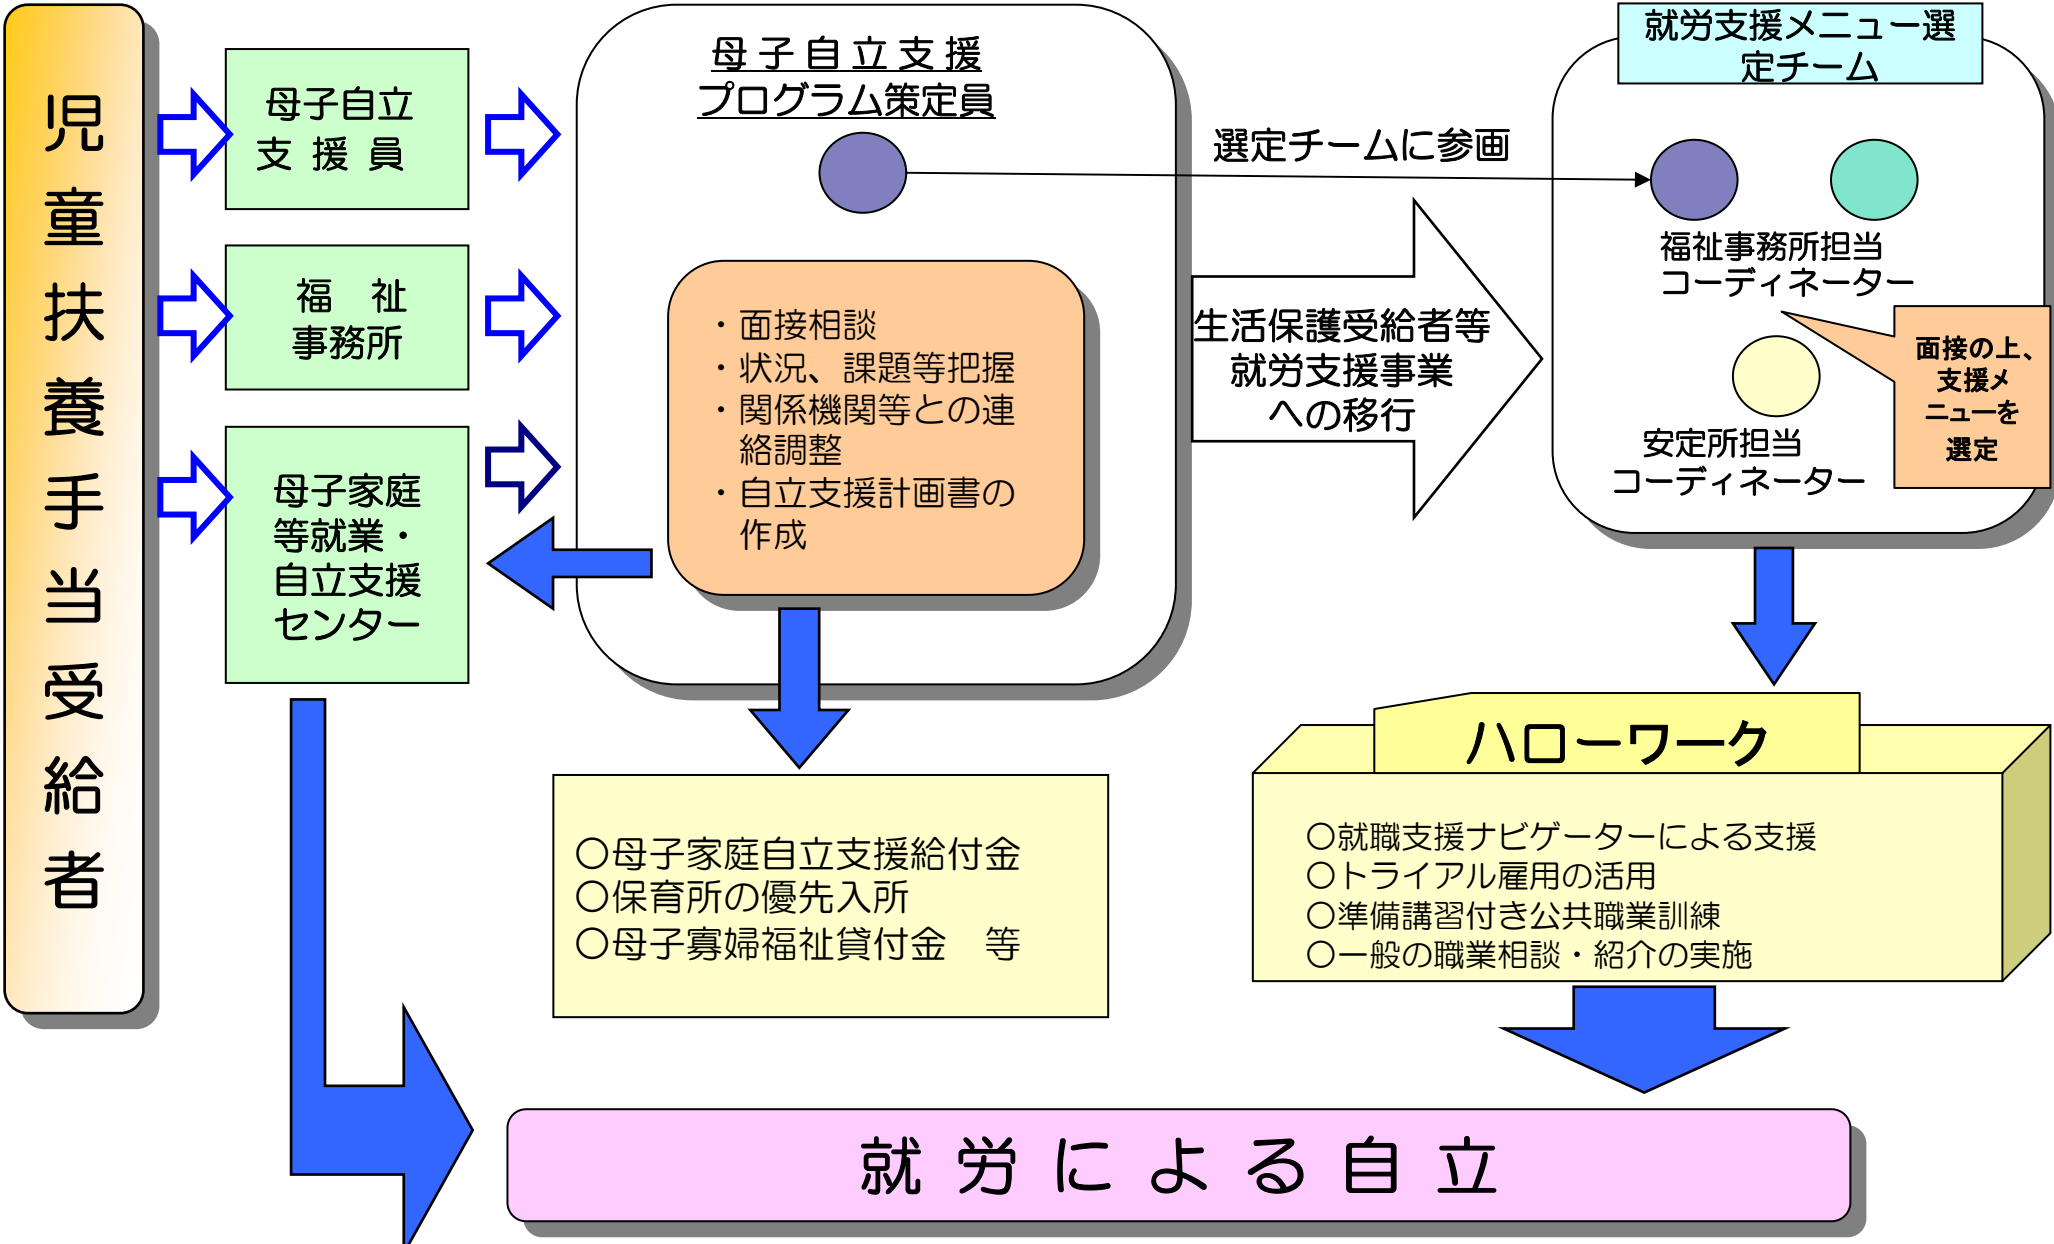 児童扶養手当受給者
母子自立
支 援 員
福　祉
事務所
母子家庭
等就業・
自立支援
センター
母 子 自 立 支 援
プログラム策定員
・面接相談
・状況、課題等把握
・関係機関等との連
絡調整
・自立支援計画書の
作成
選定チームに参画
生活保護受給者等
就労支援事業
への移行
就労支援メニュー選
定チーム
福祉事務所担当
コーディネーター
面接の上、
支援メ
ニューを
選定
安定所担当
コーディネーター
〇母子家庭自立支援給付金
〇保育所の優先入所
〇母子寡婦福祉貸付金　等
ハローワーク
〇就職支援ナビゲーターによる支援
〇トライアル雇用の活用
〇準備講習付き公共職業訓練
〇一般の職業相談・紹介の実施
就 労 に よ る 自 立